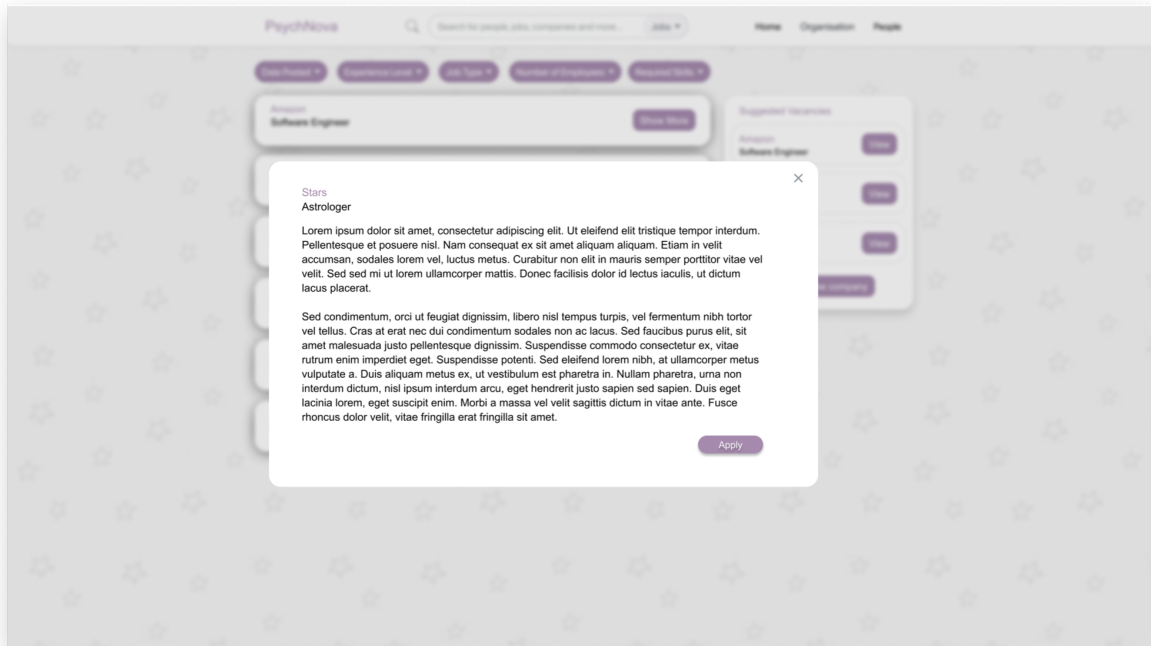 PsychNova
Search for people, jobs, companies and more...
Jobs
Home Organisation People
Date Posted Experience Level Job Type Number of Employees Required Skills
Amazon
Software Engineer
Show More
Suggested Vacancies
Amazon
Software Engineer
View
View
View
company
Stars
Astrologer
Lorem ipsum dolor sit amet, consectetur adipiscing elit. Ut eleifend elit tristique tempor interdum.
Pellentesque et posuere nisl. Nam consequat ex sit amet aliquam aliquam. Etiam in velit
accumsan, sodales lorem vel, luctus metus. Curabitur non elit in mauris semper porttitor vitae vel
velit. Sed sed mi ut lorem ullamcorper mattis. Donec facilisis dolor id lectus iaculis, ut dictum
lacus placerat.
Sed condimentum, orci ut feugiat dignissim, libero nisl tempus turpis, vel fermentum nibh tortor
vel tellus. Cras at erat nec dui condimentum sodales non ac lacus. Sed faucibus purus elit, sit
amet malesuada justo pellentesque dignissim. Suspendisse commodo consectetur ex, vitae
rutrum enim imperdiet eget. Suspendisse potenti. Sed eleifend lorem nibh, at ullamcorper metus
vulputate a. Duis aliquam metus ex, ut vestibulum est pharetra in. Nullam pharetra, urna non
interdum dictum, nisl ipsum interdum arcu, eget hendrerit justo sapien sed sapien. Duis eget
lacinia lorem, eget suscipit enim. Morbi a massa vel velit sagittis dictum in vitae ante. Fusce
rhoncus dolor velit, vitae fringilla erat fringilla sit amet.
Apply